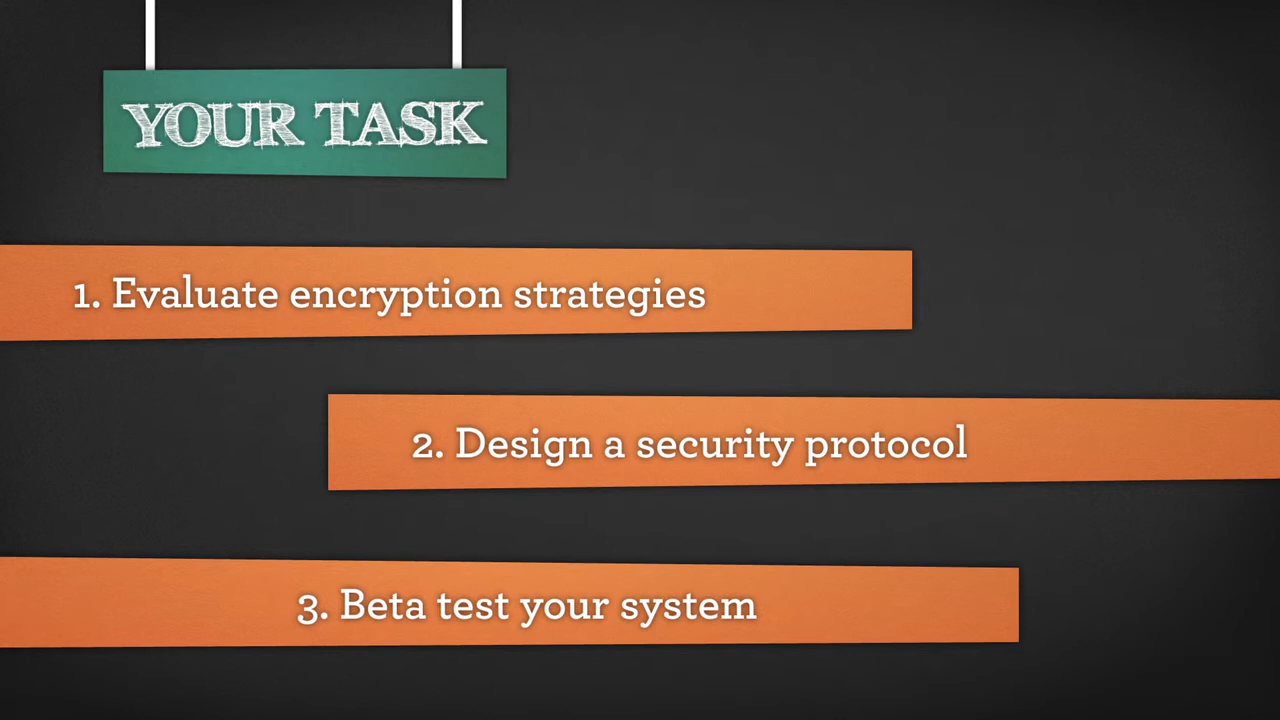 YOUR TASK
1. Evaluate encryption strategies
2. Design a security protocol
3. Beta test your system